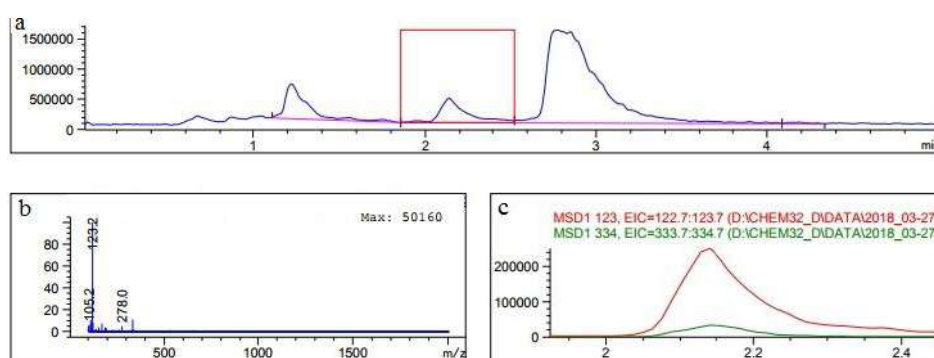 a
1500000
1000000
500000
0
1 2 3 4
b
Max: 50160
80
60
40
20
0
123.2
105.2
278.0
500 1000 1500 m/z
c
MSD1 123, EIC=122.7:123.7 (D:\CHEM32_D\DATA\2018_03-27
MSD1 334, EIC=333.7:334.7 (D:\CHEM32_D\DATA\2018_03-27
200000
100000
0
2 2.2 2.4